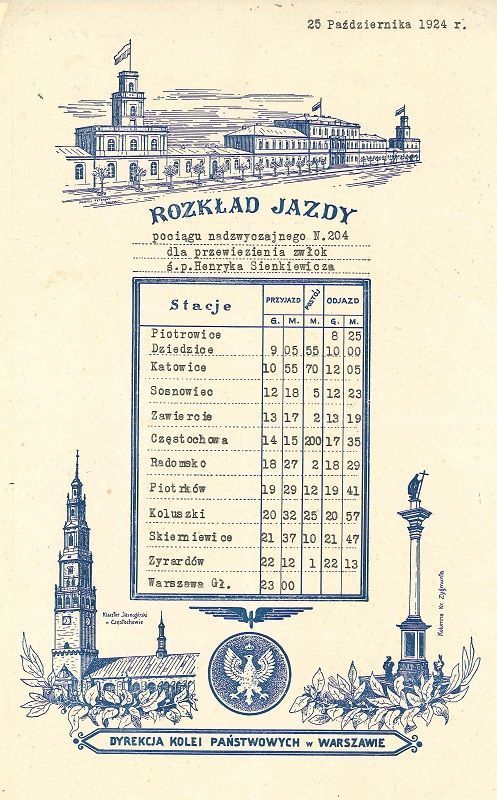 25 Października 1924 r.
ROZKŁAD JAZDY
pociągu nadzwyczajnego N.204
dla przewiezienia zwłok
ś.p.Henryka Sienkiewicza
Stacje PRZYJAZD POSTÓJ ODJAZD
G. M. M. G. M.
Piotrowice 8 25
Dziedzice 9 05 55 10 00
Katowice 10 55 70 12 05
Sosnowiec 12 18 5 12 23
Zawiercie 13 17 2 13 19
Częstochowa 14 15 200 17 35
Radomsko 18 27 2 18 29
Piotrków 19 29 12 19 41
Koluszki 20 32 25 20 57
Skierniewice 21 37 10 21 47
Zyrardów 22 12 1 22 13
Warszawa Gł. 23 00
Klasztor Jasnogórski
w Częstochowie
Kolumna Kr. Zygmunta
DYREKCJA KOLEI PAŃSTWOWYCH w WARSZAWIE